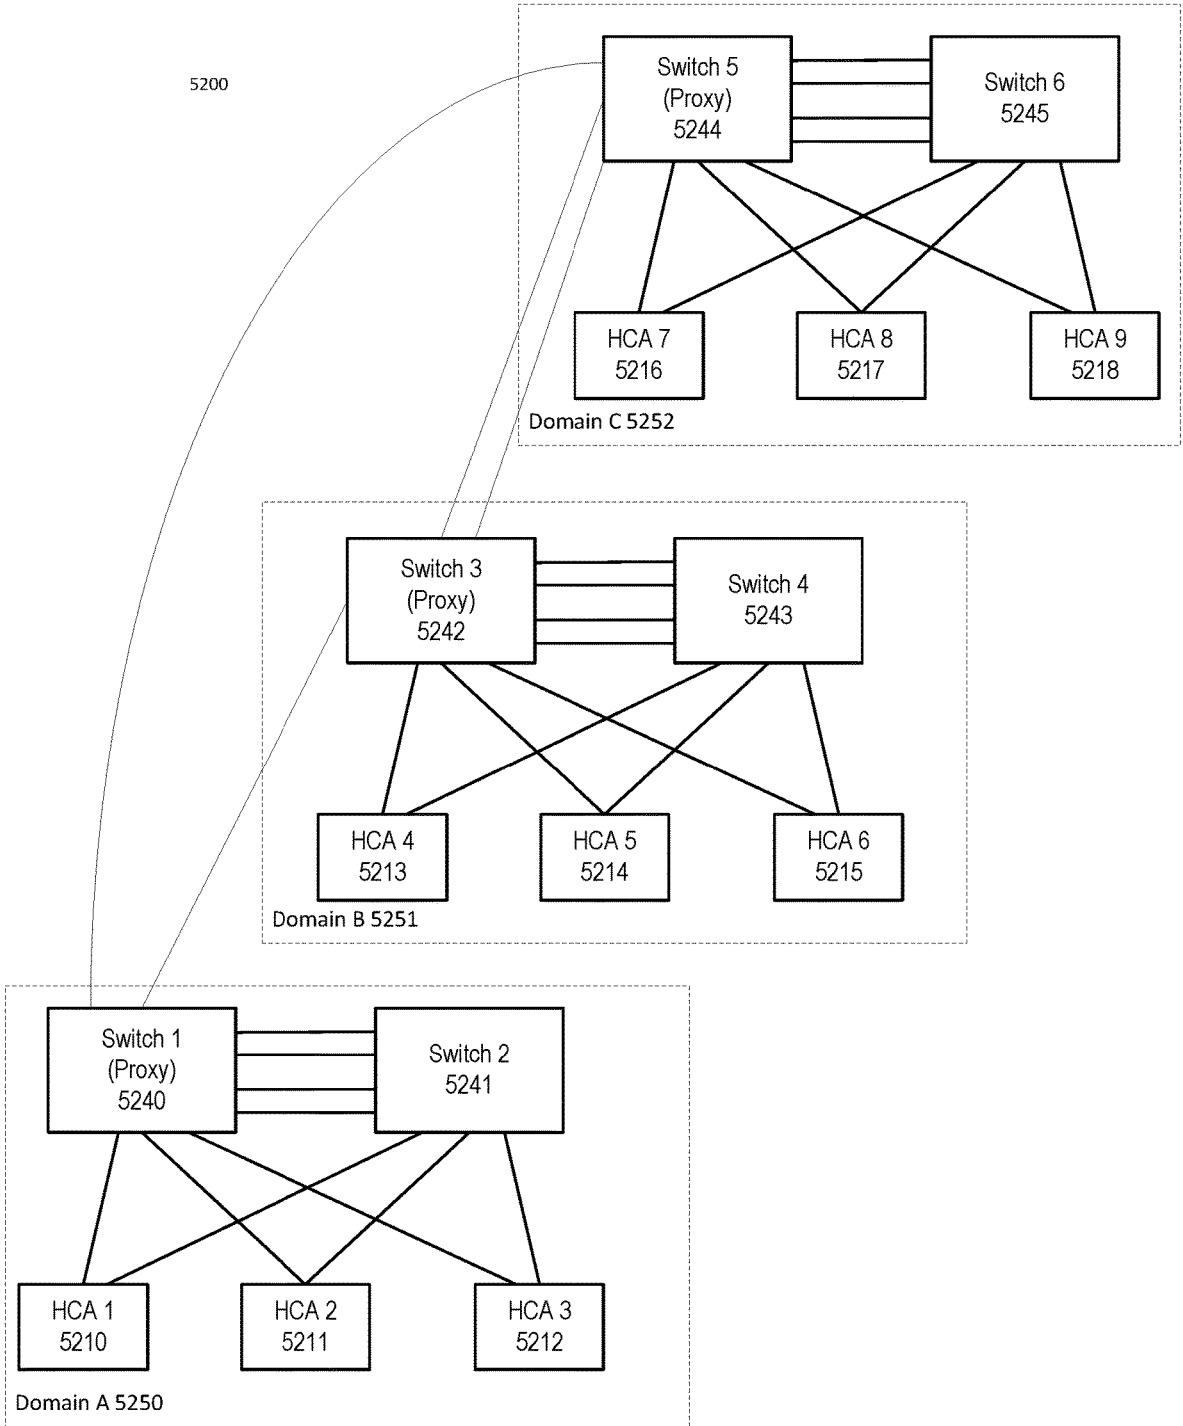 5200
Switch 5
(Proxy)
5244
Switch 6
5245
HCA 7
5216
HCA 8
5217
HCA 9
5218
Domain C 5252
Switch 3
(Proxy)
5242
Switch 4
5243
HCA 4
5213
HCA 5
5214
HCA 6
5215
Domain B 5251
Switch 1
(Proxy)
5240
Switch 2
5241
HCA 1
5210
HCA 2
5211
HCA 3
5212
Domain A 5250